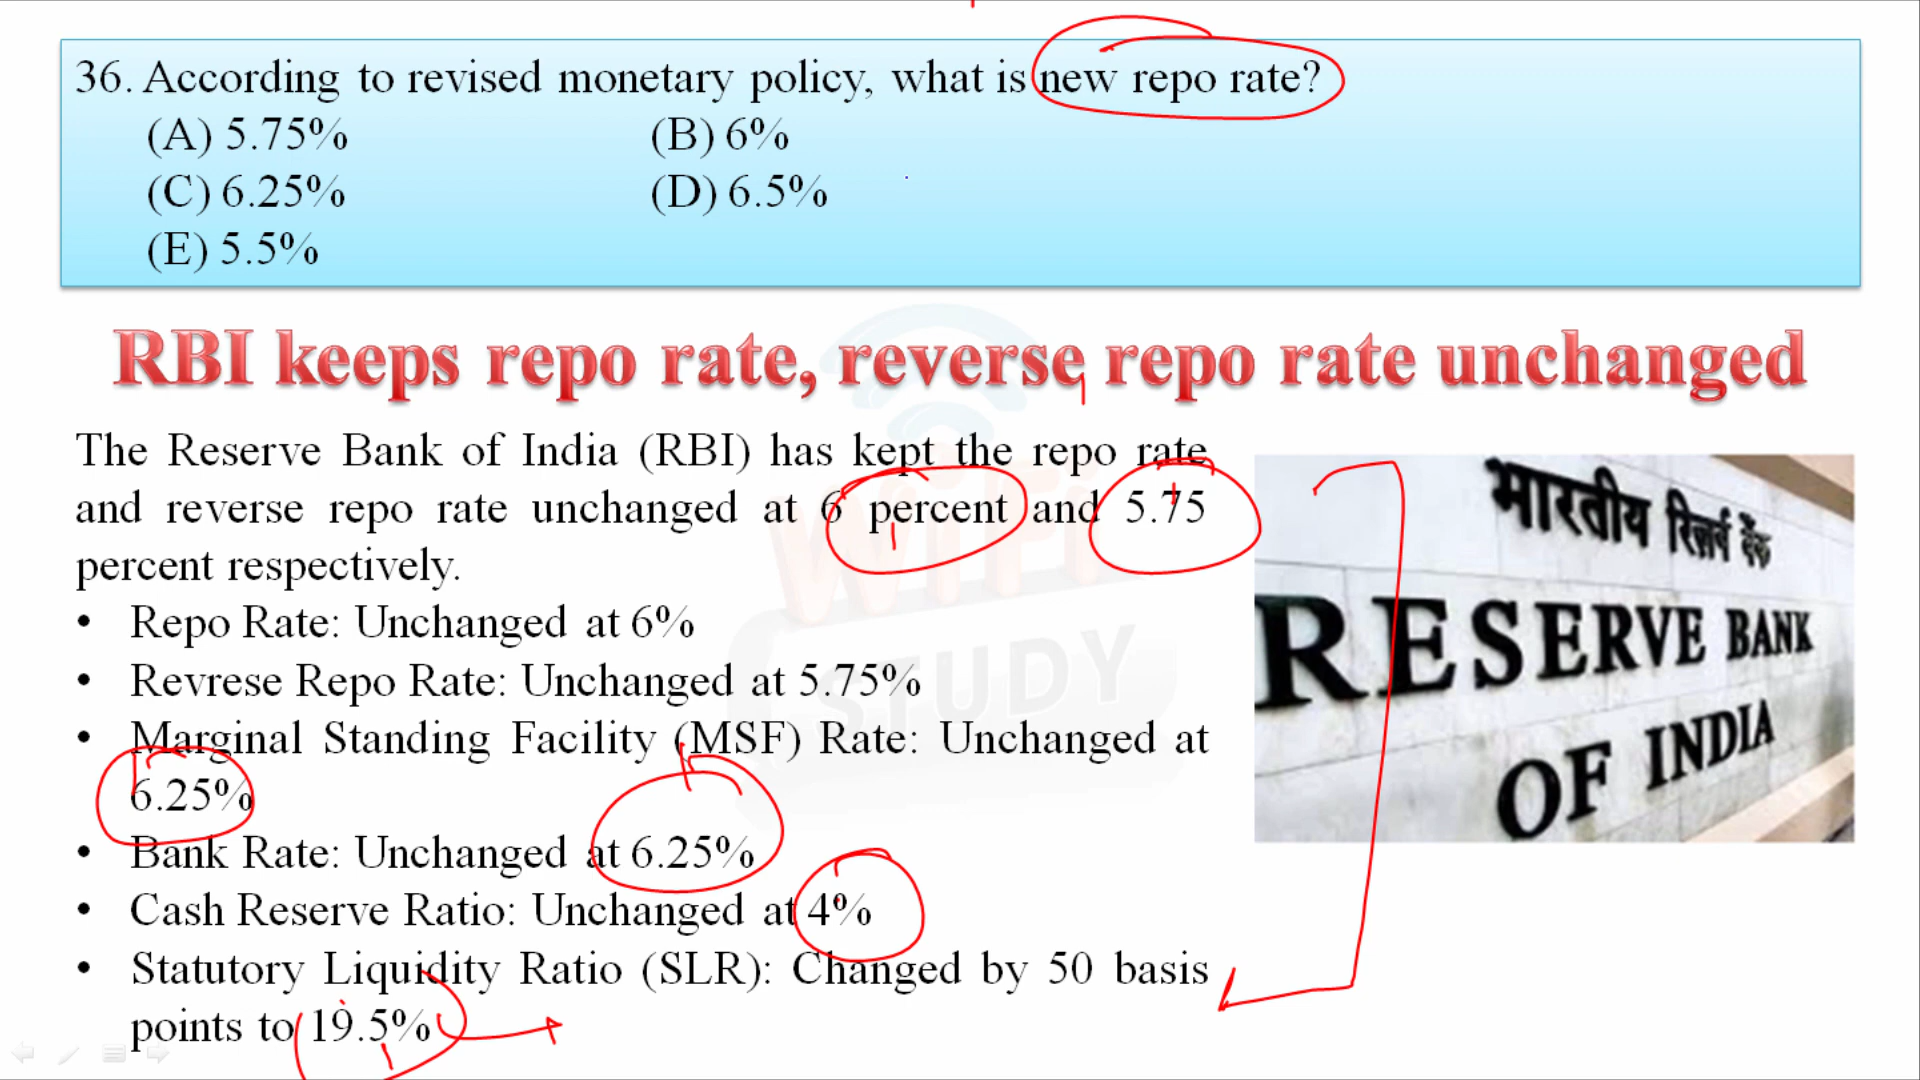 36. According to revised monetary policy, what is new repo rate?
(A) 5.75% (B) 6%
(C) 6.25% (D) 6.5%
(E) 5.5%
RBI keeps repo rate, reverse repo rate unchanged
The Reserve Bank of India (RBI) has kept the repo rate
and reverse repo rate unchanged at 6 percent and 5.75
percent respectively.
• Repo Rate: Unchanged at 6%
• Revrese Repo Rate: Unchanged at 5.75%
• Marginal Standing Facility (MSF) Rate: Unchanged at
6.25%
• Bank Rate: Unchanged at 6.25%
• Cash Reserve Ratio: Unchanged at 4%
• Statutory Liquidity Ratio (SLR): Changed by 50 basis
points to 19.5%
भारतीय रिज़र्व बैंक
RESERVE BANK
OF INDIA
WiFi
STUDY